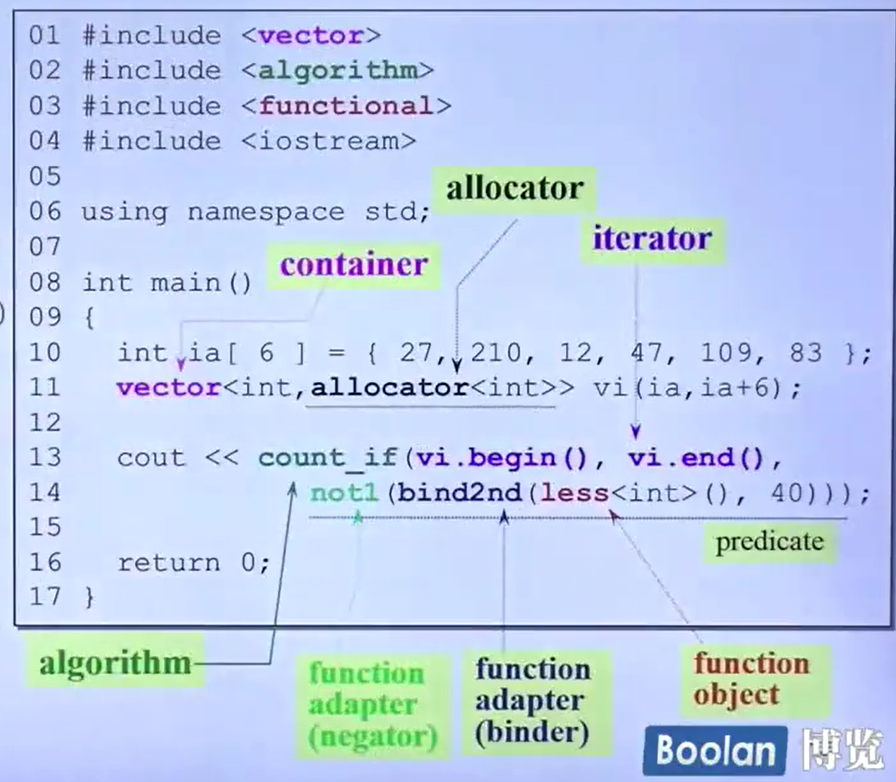 01 #include <vector>
02 #include <algorithm>
03 #include <functional>
04 #include <iostream>
05
allocator
06 using namespace std;
iterator
07
container
08 int main()
09 {
10 int ia[ 6 ] = { 27, 210, 12, 47, 109, 83 };
11 vector<int,allocator<int>> vi(ia,ia+6);
12
13 cout << count_if(vi.begin(), vi.end(),
14 not1(bind2nd(less<int>(), 40)));
15
predicate
16 return 0;
17 }
algorithm
function
adapter
(negator)
function
adapter
(binder)
function
object
Boolan 博览